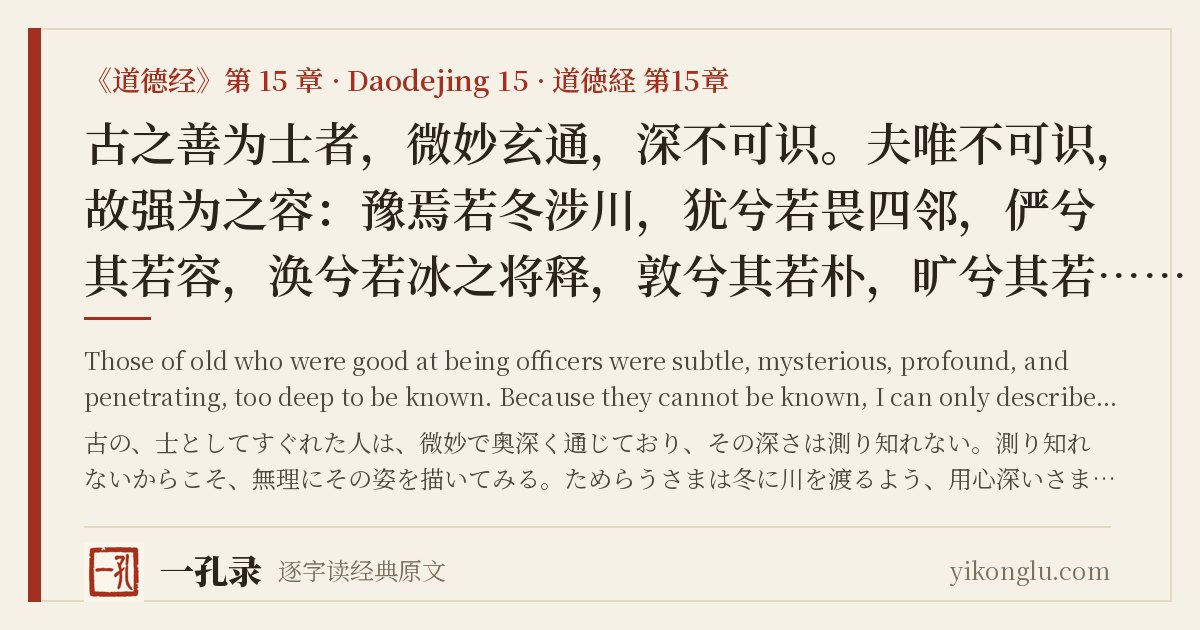 《道德经》第 15 章 · Daodejing 15 · 道徳経 第15章
古之善为士者，微妙玄通，深不可识。夫唯不可识，
故强为之容：豫焉若冬涉川，犹兮若畏四邻，俨兮
其若容，涣兮若冰之将释，敦兮其若朴，旷兮其若……
Those of old who were good at being officers were subtle, mysterious, profound, and
penetrating, too deep to be known. Because they cannot be known, I can only describe…
古の、士としてすぐれた人は、微妙で奥深く通じており、その深さは測り知れない。測り知れ
ないからこそ、無理にその姿を描いてみる。ためらうさまは冬に川を渡るよう、用心深いさま…
一孔
一孔录 逐字读经典原文 yikonglu.com